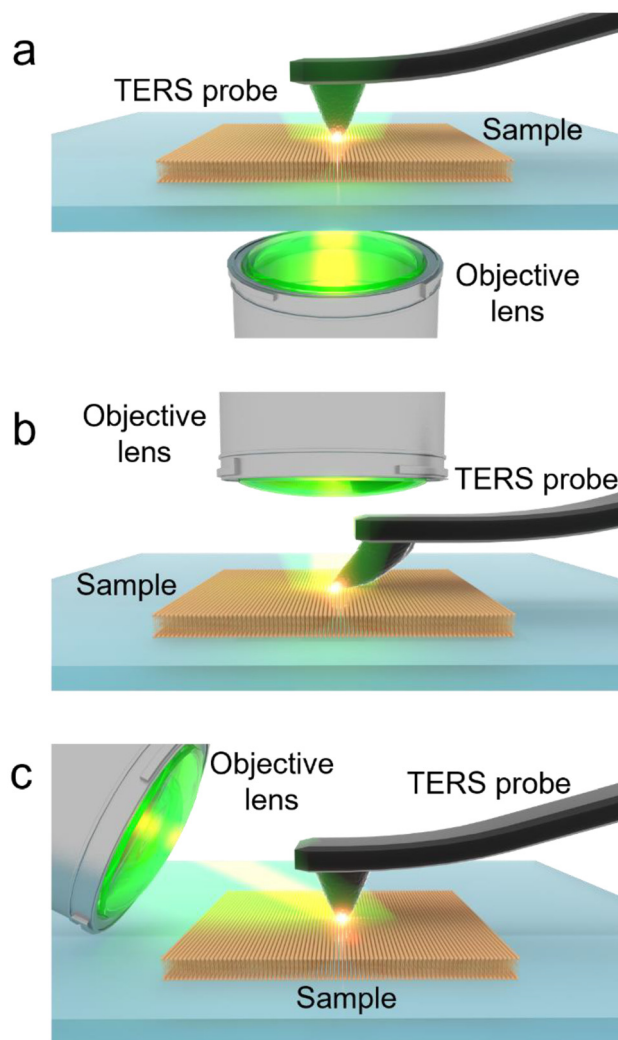 a
TERS probe
Sample
Objective
lens
b
Objective
lens
TERS probe
Sample
c
Objective
lens
TERS probe
Sample